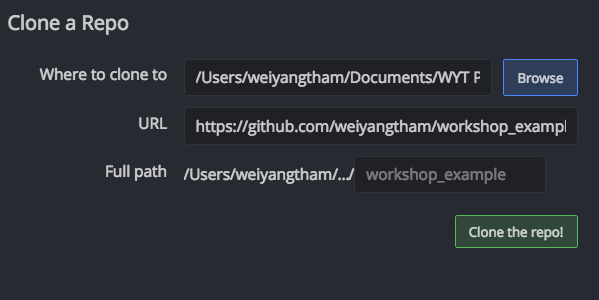 Clone a Repo
Where to clone to /Users/weiyangtham/Documents/WYT Browse
URL https://github.com/weiyangtham/workshop_exampl
Full path /Users/weiyangtham/.../ workshop_example
Clone the repo!